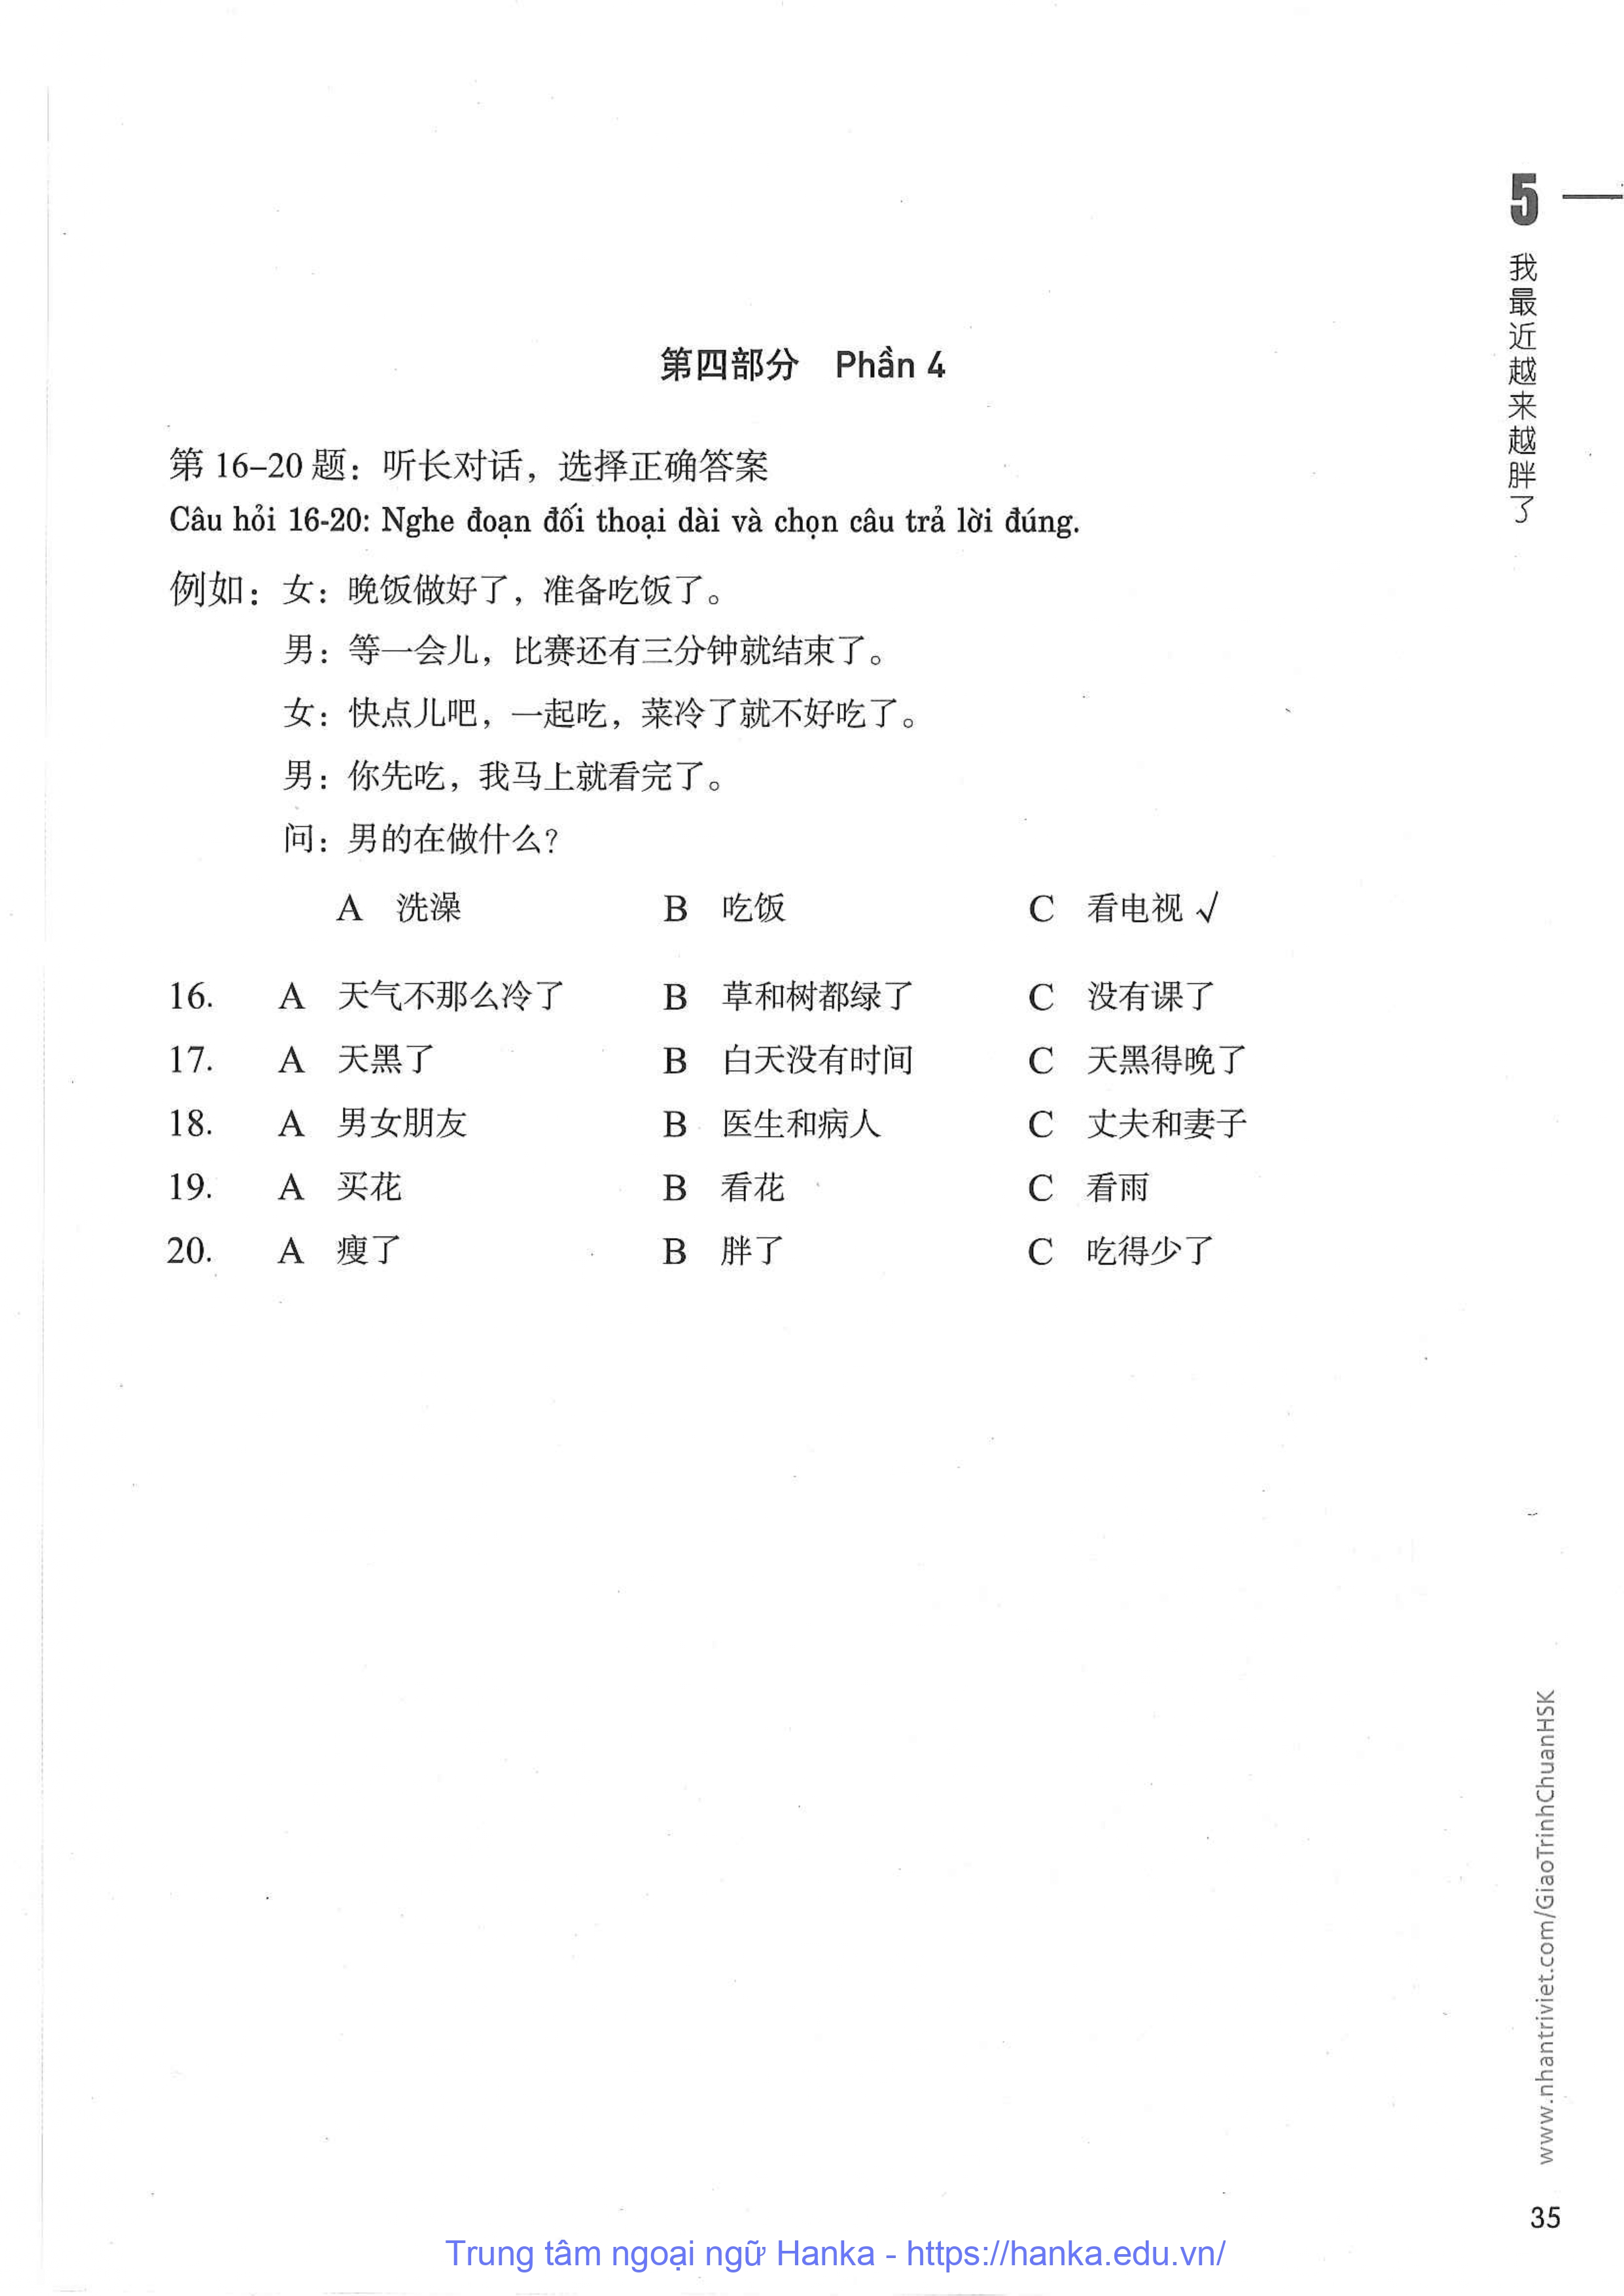 5
我最近越来越胖了
第四部分 Phần 4
第 16–20 题：听长对话，选择正确答案
Câu hỏi 16-20: Nghe đoạn đối thoại dài và chọn câu trả lời đúng.
例如：女：晚饭做好了，准备吃饭了。
男：等一会儿，比赛还有三分钟就结束了。
女：快点儿吧，一起吃，菜冷了就不好吃了。
男：你先吃，我马上就看完了。
问：男的在做什么？
A 洗澡 B 吃饭 C 看电视 √
16. A 天气不那么冷了 B 草和树都绿了 C 没有课了
17. A 天黑了 B 白天没有时间 C 天黑得晚了
18. A 男女朋友 B 医生和病人 C 丈夫和妻子
19. A 买花 B 看花 C 看雨
20. A 瘦了 B 胖了 C 吃得少了
www.nhantriviet.com/GiaoTrinhChuanHSK
35
Trung tâm ngoại ngữ Hanka - https://hanka.edu.vn/